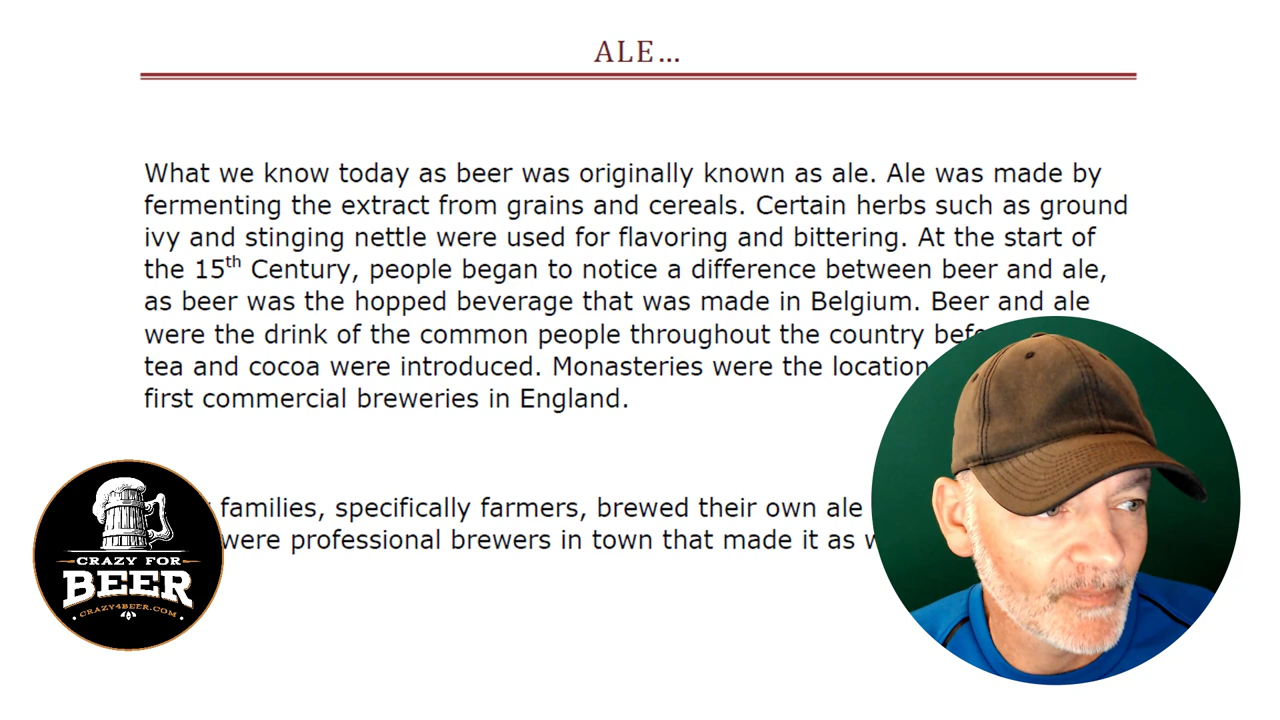 ALE...
What we know today as beer was originally known as ale. Ale was made by
fermenting the extract from grains and cereals. Certain herbs such as ground
ivy and stinging nettle were used for flavoring and bittering. At the start of
the 15th Century, people began to notice a difference between beer and ale,
as beer was the hopped beverage that was made in Belgium. Beer and ale
were the drink of the common people throughout the country
tea and cocoa were introduced. Monasteries were the location
first commercial breweries in England.
families, specifically farmers, brewed their own ale
were professional brewers in town that made it as
CRAZY FOR
BEER
CRAZY4BEER.COM